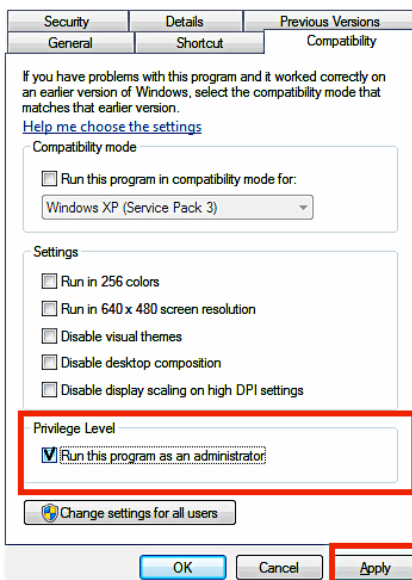 Security Details Previous Versions
General Shortcut Compatibility
If you have problems with this program and it worked correctly on
an earlier version of Windows, select the compatibility mode that
matches that earlier version.
Help me choose the settings
Compatibility mode
Run this program in compatibility mode for:
Windows XP (Service Pack 3)
Settings
Run in 256 colors
Run in 640 x 480 screen resolution
Disable visual themes
Disable desktop composition
Disable display scaling on high DPI settings
Privilege Level
Run this program as an administrator
Change settings for all users
OK Cancel Apply